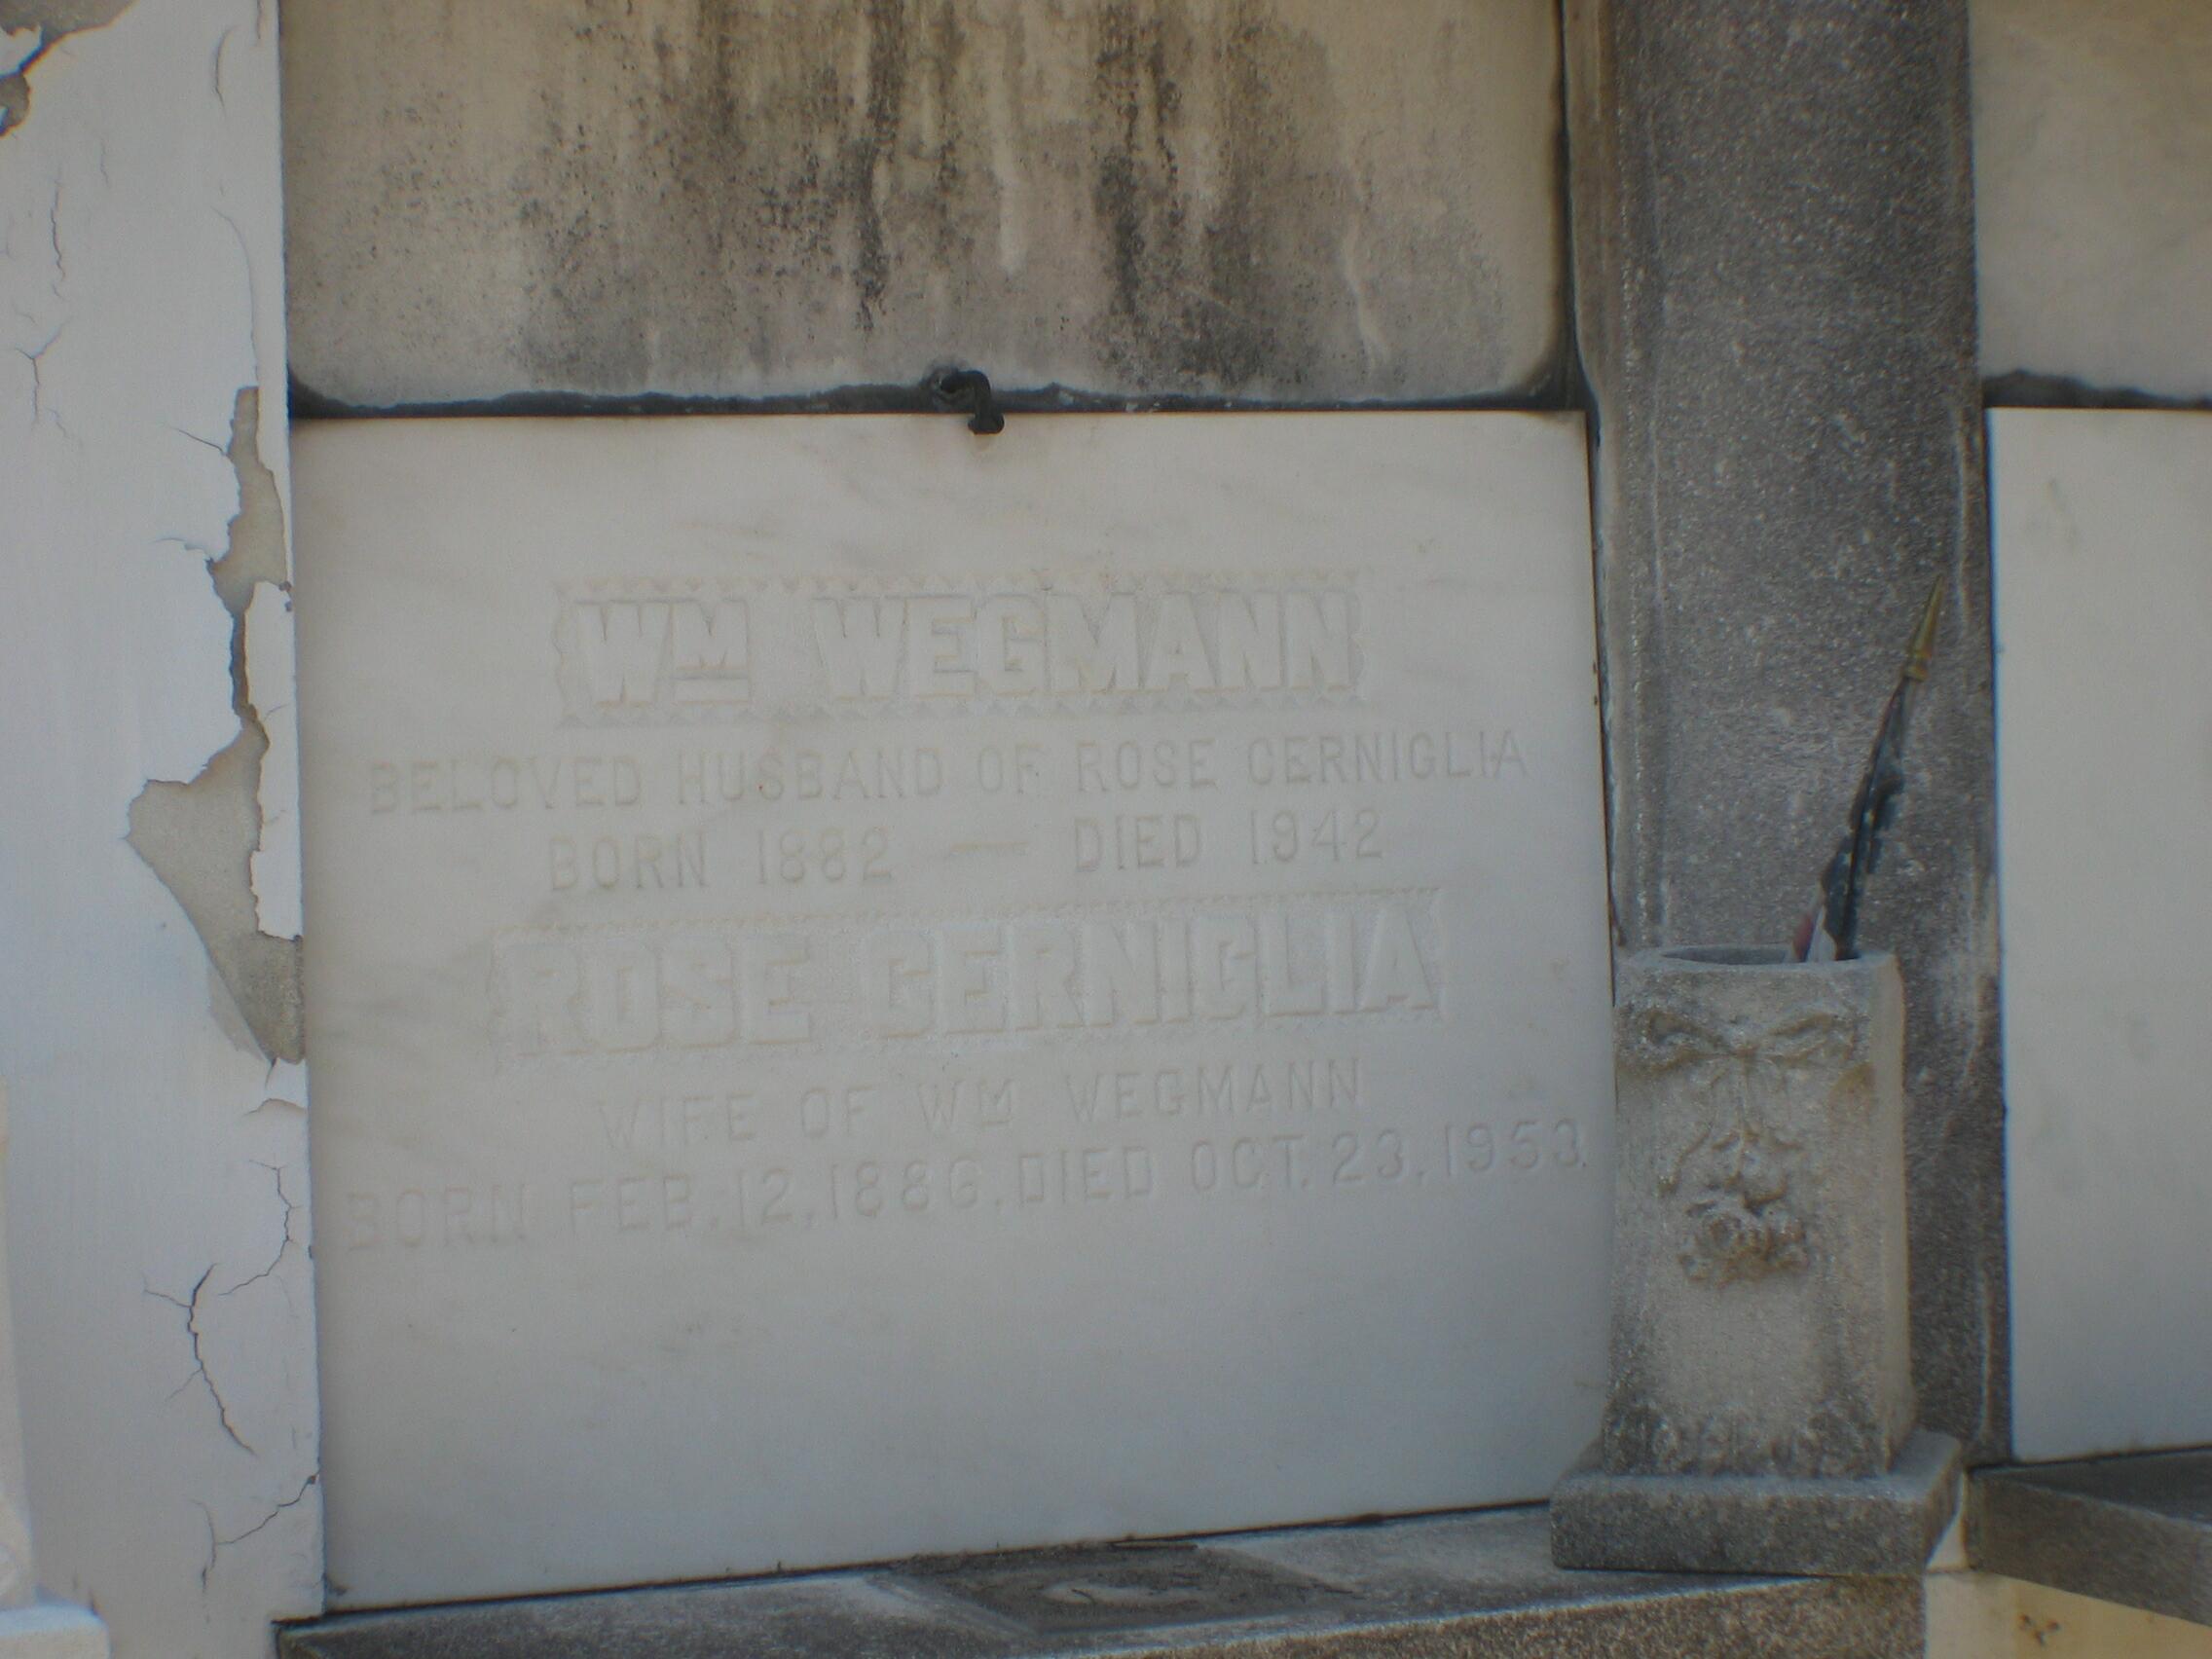 WM WEGMANN
BELOVED HUSBAND OF ROSE CERNIGLIA
BORN 1882 — DIED 1942
ROSE CERNIGLIA
WIFE OF WM WEGMANN
BORN FEB. 12, 1886. DIED OCT. 23, 1953.